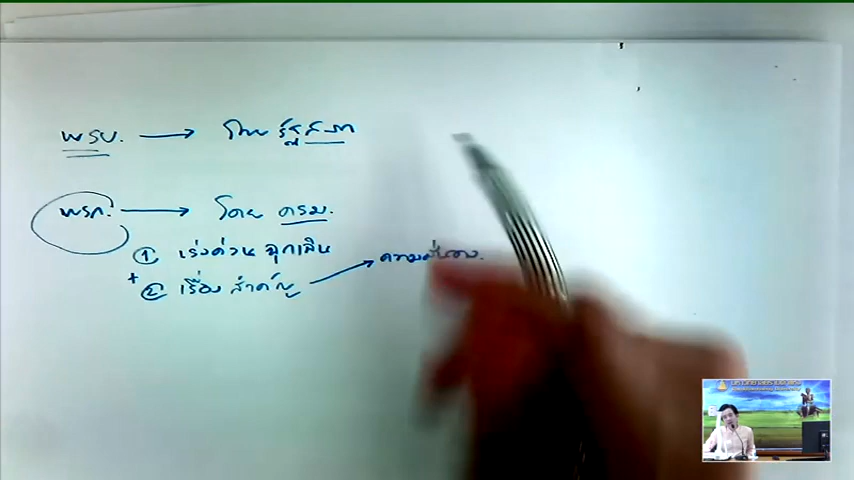 พรบ. → โดย รัฐสภา
พรก. → โดย ครม.
① เร่งด่วน ฉุกเฉิน
+ ② เรื่อง สำคัญ → ความมั่นคง.